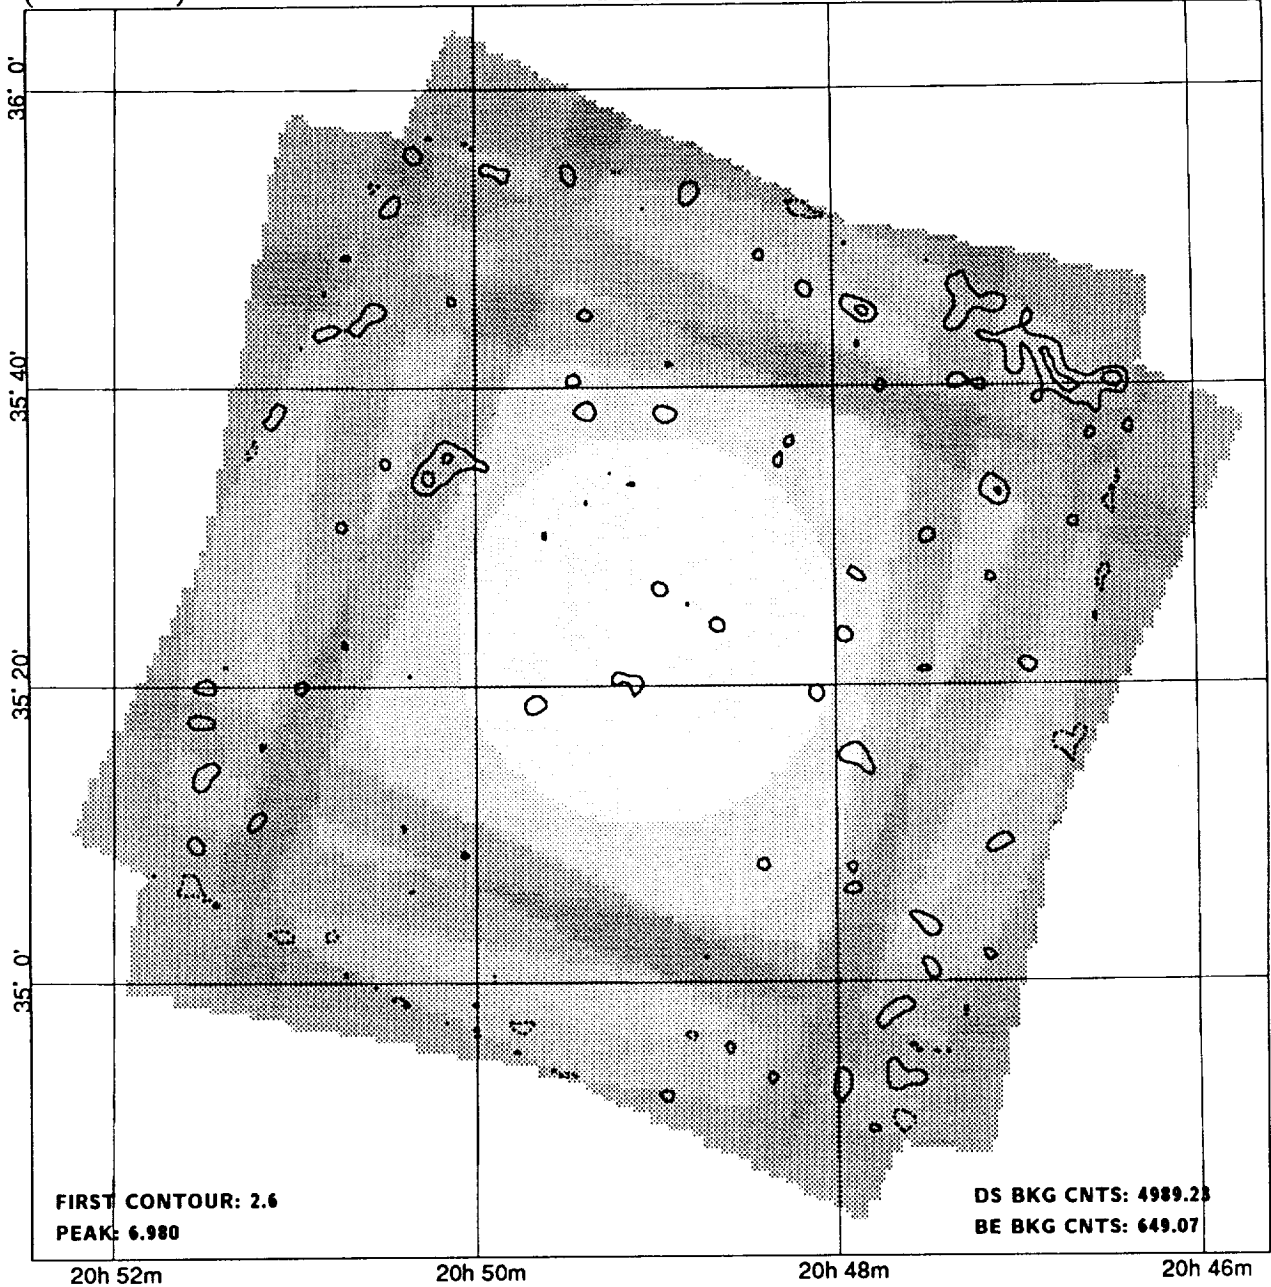 36° 0'
35° 40'
35° 20'
35° 0'
FIRST CONTOUR: 2.6
PEAK: 6.980
DS BKG CNTS: 4989.23
BE BKG CNTS: 649.07
20h 52m
20h 50m
20h 48m
20h 46m